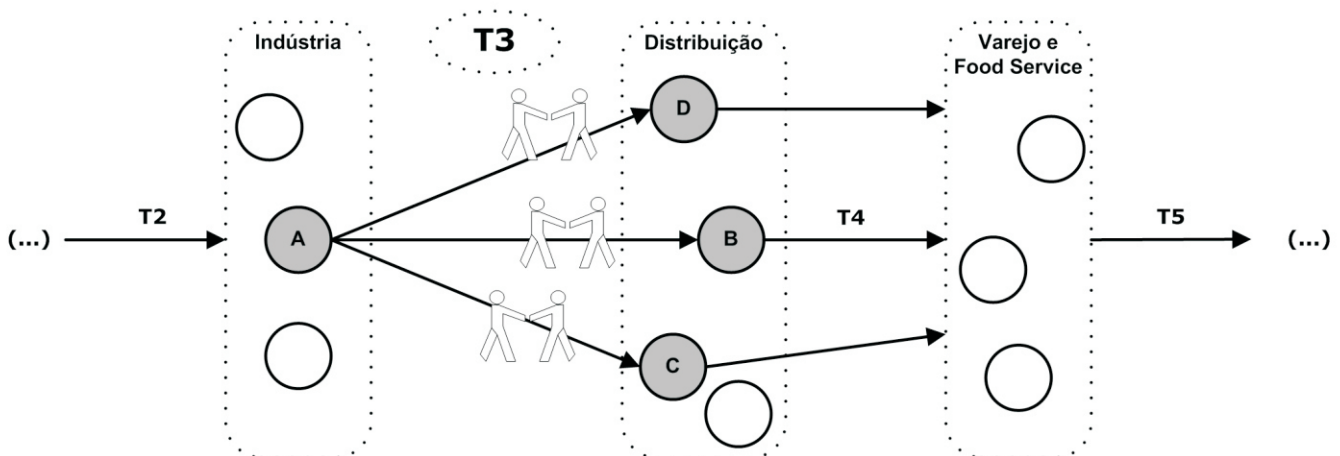 Indústria
T3
Distribuição
Varejo e
Food Service
D
(...)
T2
A
B
T4
T5
(...)
C